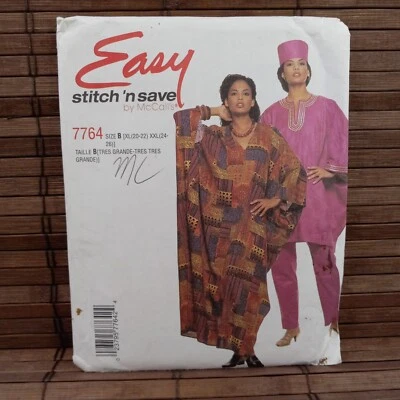 Easy
stitch 'n save
by McCall's
7764 SIZE B [XL(20-22) XXL(24-
26)]
TAILLE B[TRES GRANDE-TRES TRES
GRANDE)]